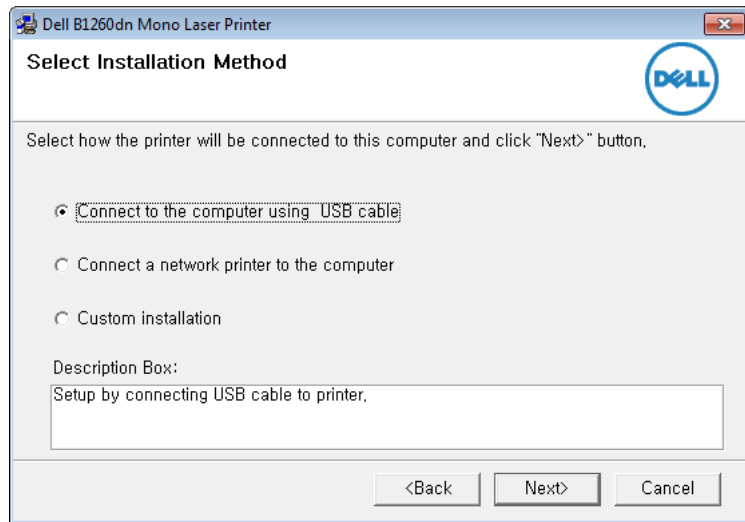 Dell B1260dn Mono Laser Printer
Select Installation Method
DELL
Select how the printer will be connected to this computer and click "Next>" button,
Connect to the computer using  USB cable
Connect a network printer to the computer
Custom installation
Description Box:
Setup by connecting USB cable to printer,
<Back Next> Cancel